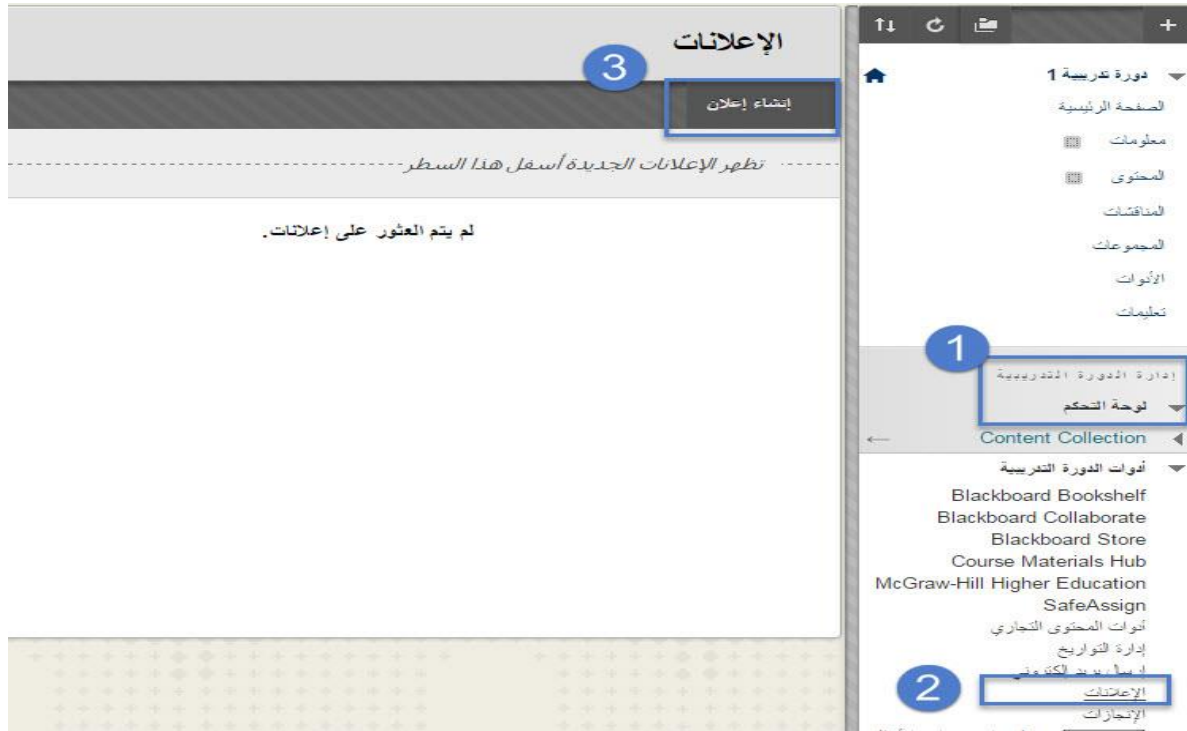 دورة تدريبية 1
الصفحة الرئيسية
معلومات
المحتوى
المناقشات
المجموعات
الأدوات
تعليمات
1
إدارة الدورة التدريبية
لوحة التحكم
Content Collection
أدوات الدورة التدريبية
Blackboard Bookshelf
Blackboard Collaborate
Blackboard Store
Course Materials Hub
McGraw-Hill Higher Education
SafeAssign
أدوات المحتوى التجاري
إدارة التواريخ
إرسال بريد إلكتروني
2
الإعلانات
الإنجازات
الإعلانات
3
إنشاء إعلان
تظهر الإعلانات الجديدة أسفل هذا السطر
لم يتم العثور على إعلانات.